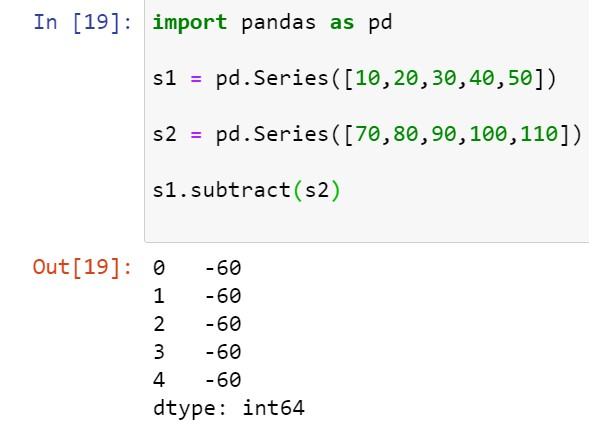 In [19]: import pandas as pd
s1 = pd.Series([10,20,30,40,50])
s2 = pd.Series([70,80,90,100,110])
s1.subtract(s2)
Out[19]: 0 -60
1 -60
2 -60
3 -60
4 -60
dtype: int64